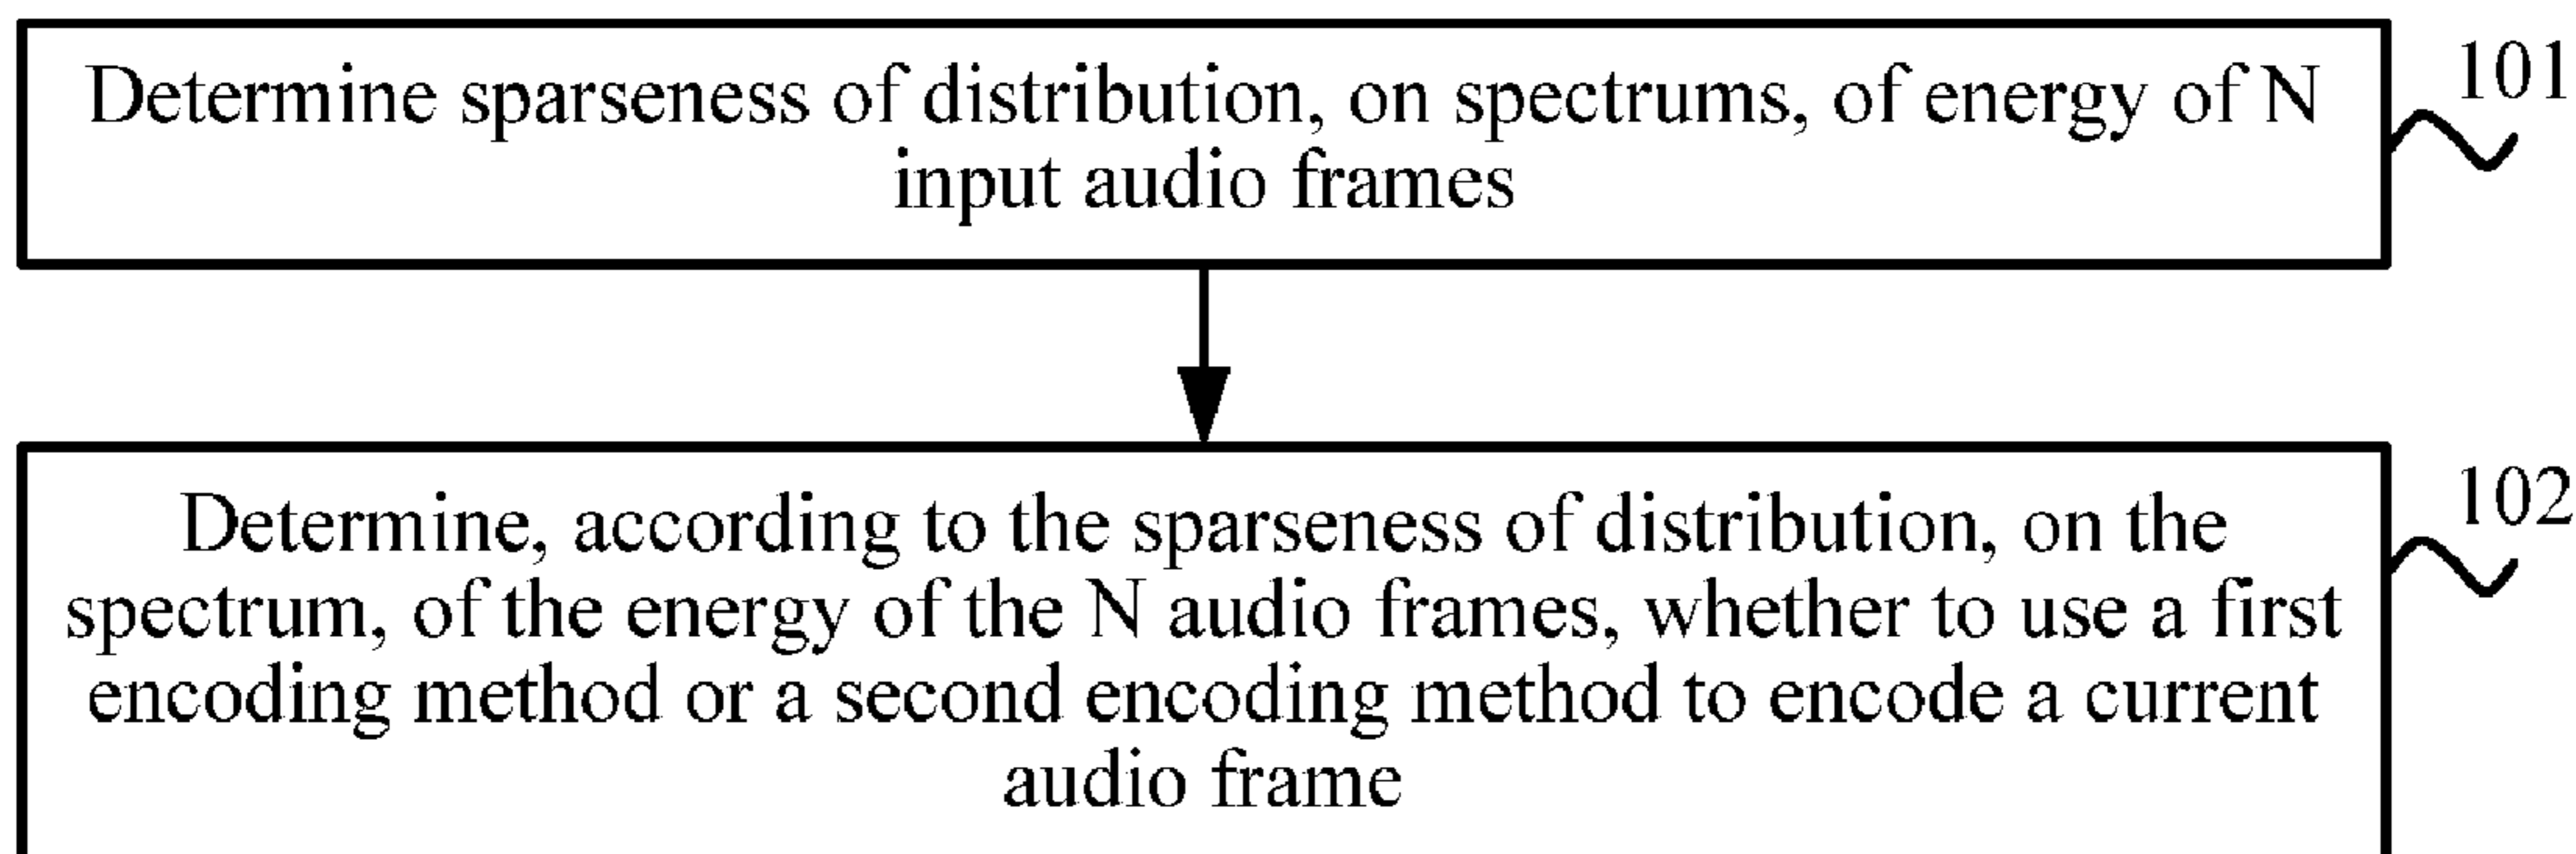 Determine sparseness of distribution, on spectrums, of energy of N
input audio frames
101
Determine, according to the sparseness of distribution, on the
spectrum, of the energy of the N audio frames, whether to use a first
encoding method or a second encoding method to encode a current
audio frame
102